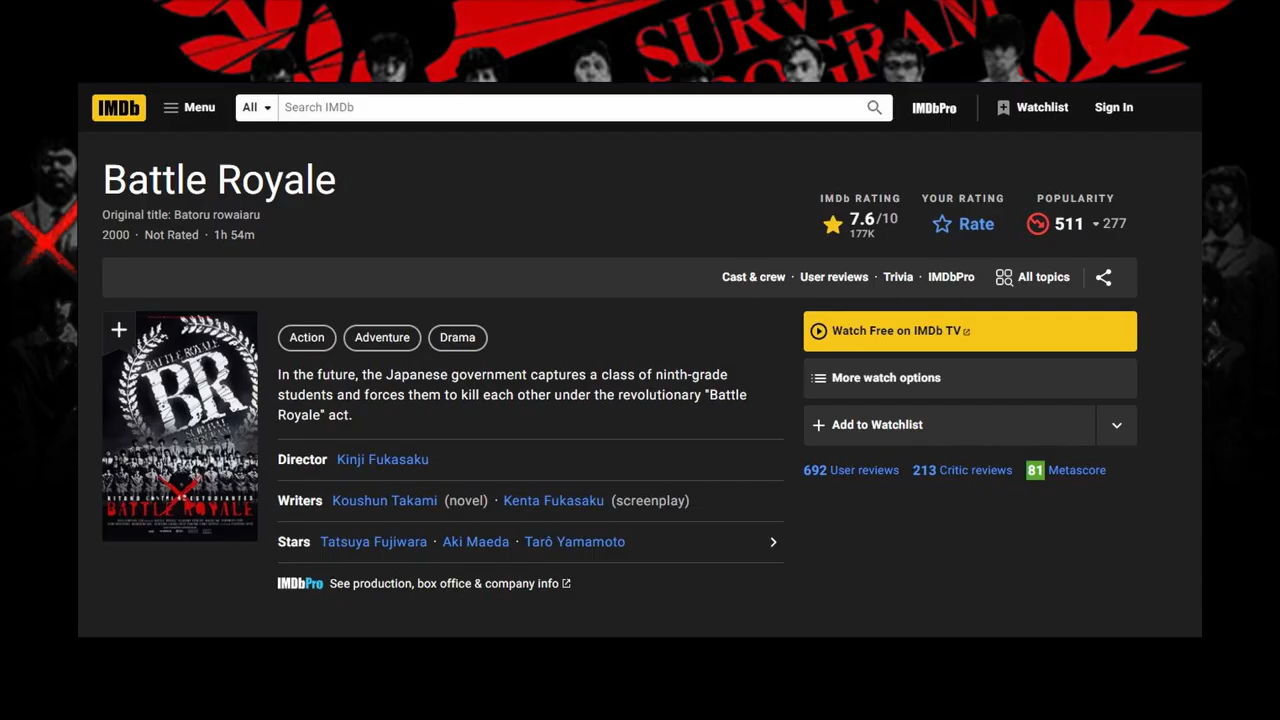 SURVIV
PROGRAM
IMDb Menu All Search IMDb IMDbPro Watchlist Sign In
Battle Royale
Original title: Batoru rowaiaru
2000 · Not Rated · 1h 54m
IMDb RATING YOUR RATING POPULARITY
7.6/10 Rate 511 277
177K
Cast & crew · User reviews · Trivia · IMDbPro All topics
BATTLE ROYALE
BR
SURVIVAL
BATTLE ROYALE
Action Adventure Drama
In the future, the Japanese government captures a class of ninth-grade
students and forces them to kill each other under the revolutionary "Battle
Royale" act.
Director Kinji Fukasaku
Writers Koushun Takami (novel) · Kenta Fukasaku (screenplay)
Stars Tatsuya Fujiwara · Aki Maeda · Tarô Yamamoto
IMDbPro See production, box office & company info
Watch Free on IMDb TV
More watch options
+ Add to Watchlist
692 User reviews 213 Critic reviews 81 Metascore